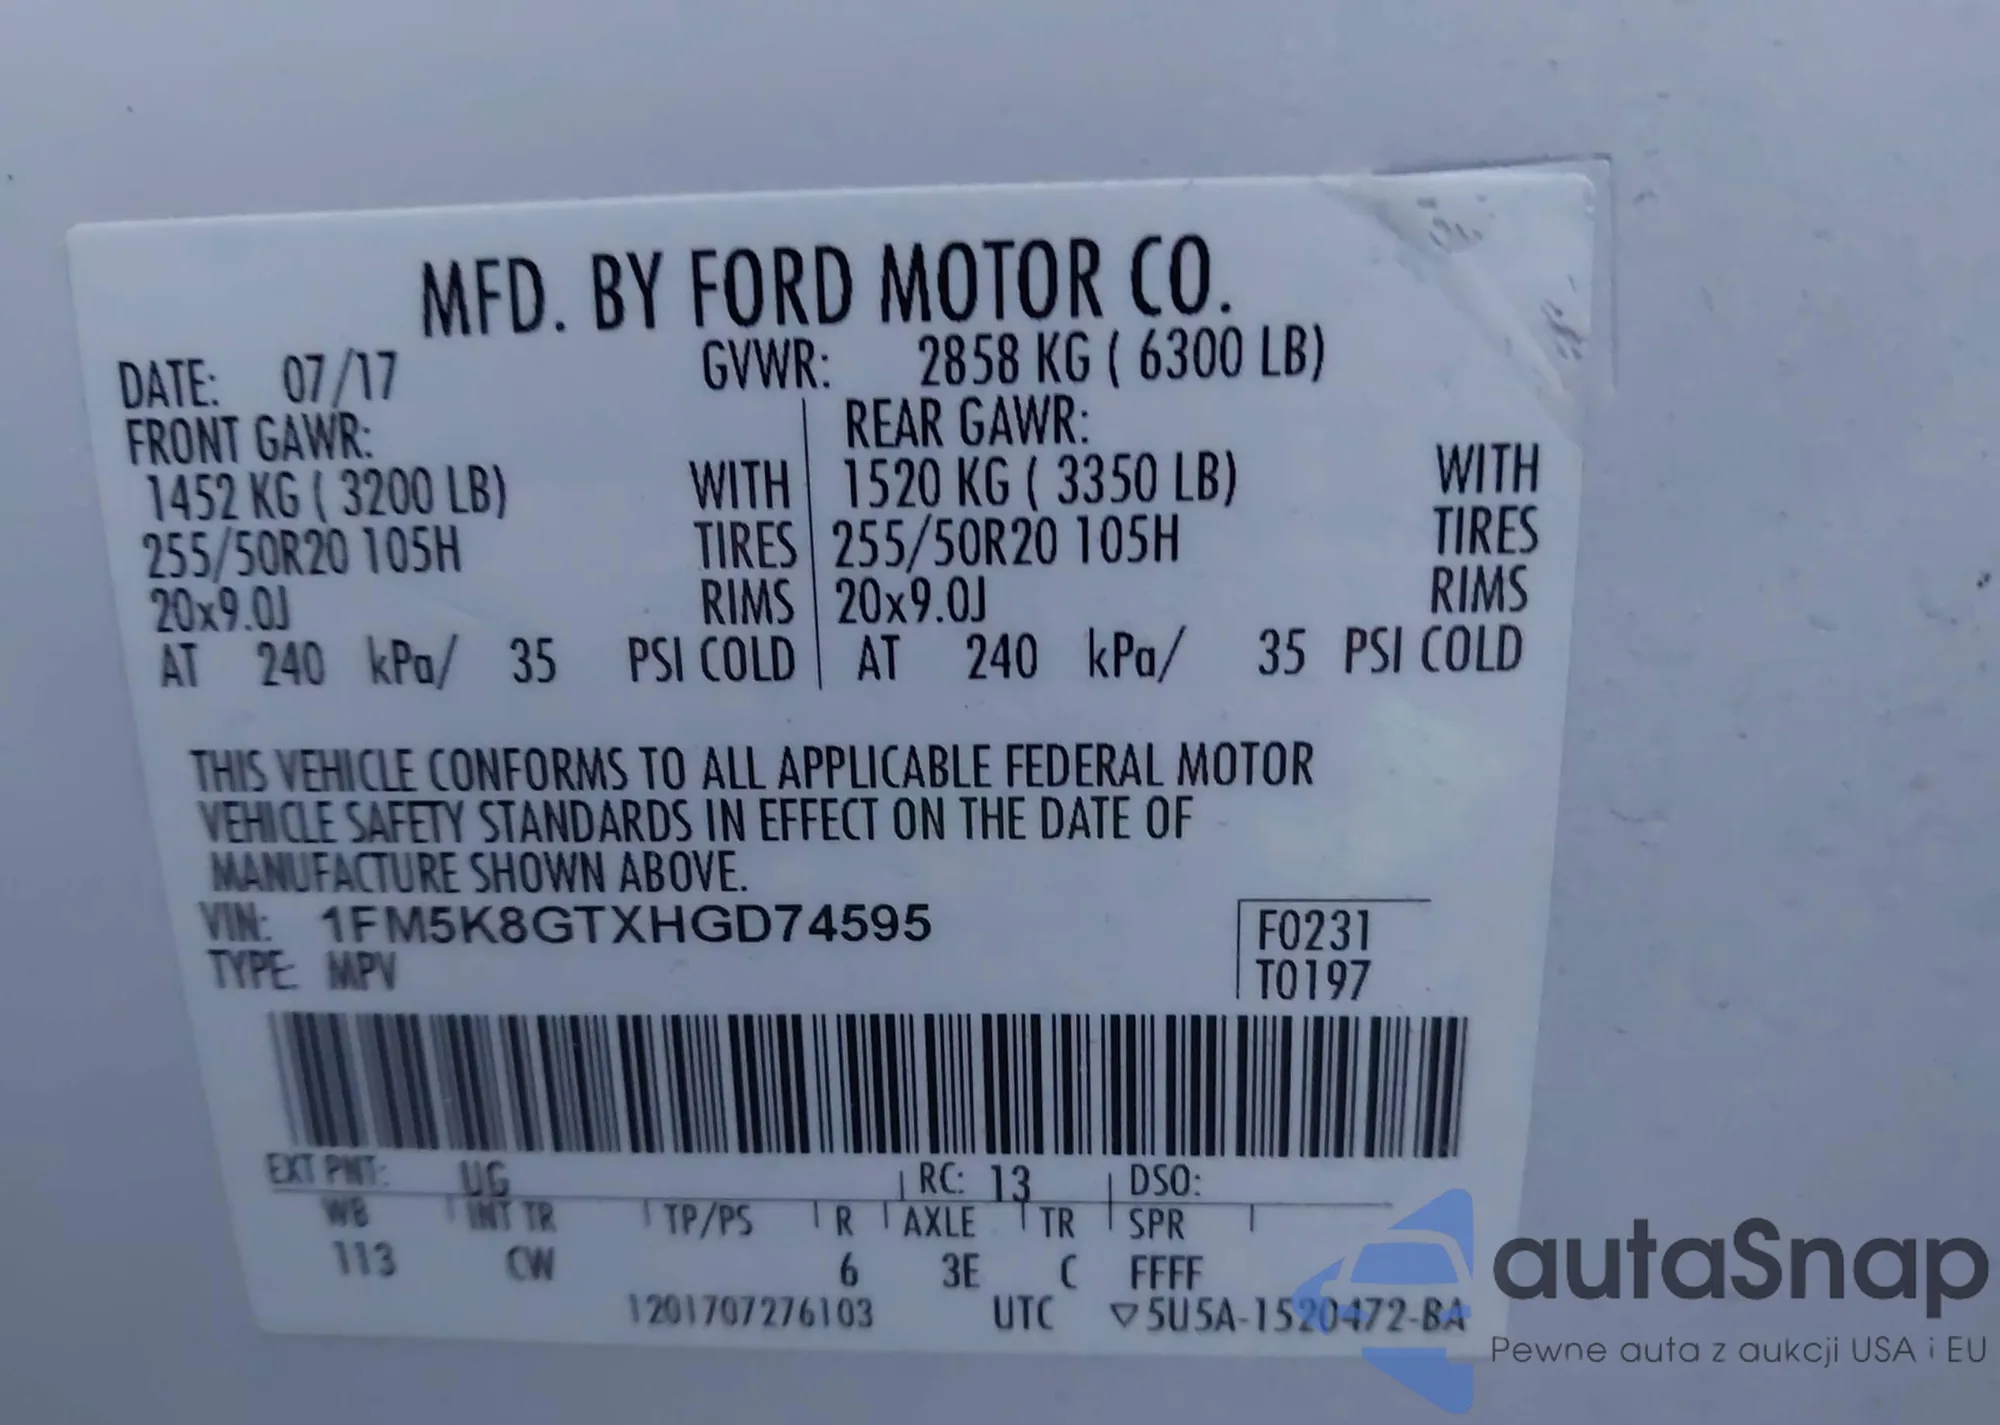 MFD. BY FORD MOTOR CO.
DATE: 07/17 GVWR: 2858 KG ( 6300 LB)
FRONT GAWR: REAR GAWR:
1452 KG ( 3200 LB) WITH 1520 KG ( 3350 LB) WITH
255/50R20 105H TIRES 255/50R20 105H TIRES
20x9.0J RIMS 20x9.0J RIMS
AT 240 kPa/ 35 PSI COLD AT 240 kPa/ 35 PSI COLD
THIS VEHICLE CONFORMS TO ALL APPLICABLE FEDERAL MOTOR
VEHICLE SAFETY STANDARDS IN EFFECT ON THE DATE OF
MANUFACTURE SHOWN ABOVE.
VIN: 1FM5K8GTXHGD74595 F0231
TYPE: MPV T0197
EXT PNT: UG RC: 13 DSO:
WB INT TR TP/PS R AXLE TR SPR
113 CW 6 3E C FFFF
1201707276103 UTC ▽5U5A-1520472-BA
autaSnap
Pewne auta z aukcji USA i EU